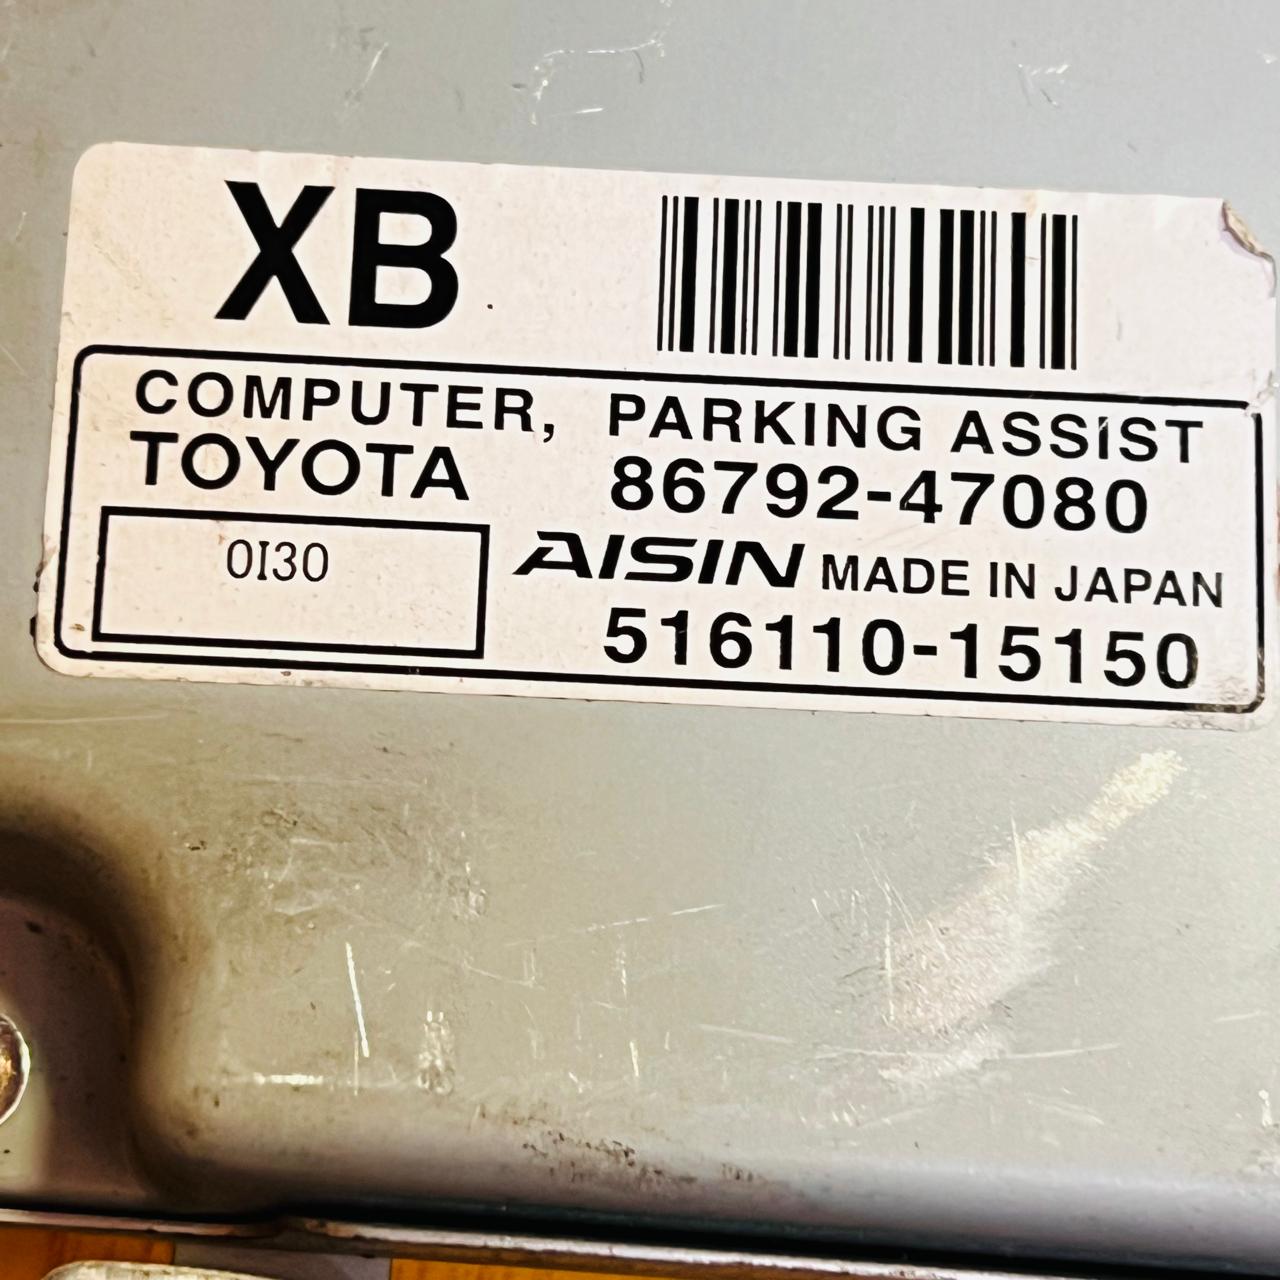 XB
COMPUTER, PARKING ASSIST
TOYOTA 86792-47080
0I30
AISIN MADE IN JAPAN
516110-15150